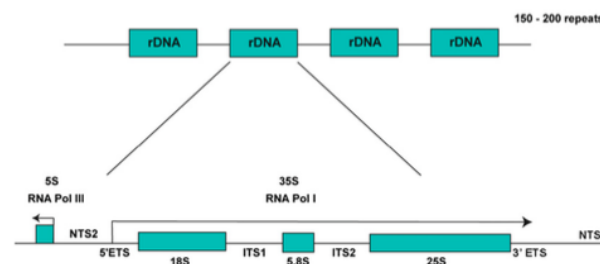 150 - 200 repeats
rDNA rDNA rDNA rDNA
5S 35S
RNA Pol III RNA Pol I
NTS2 NTS
5'ETS ITS1 ITS2 3' ETS
18S 5.8S 25S